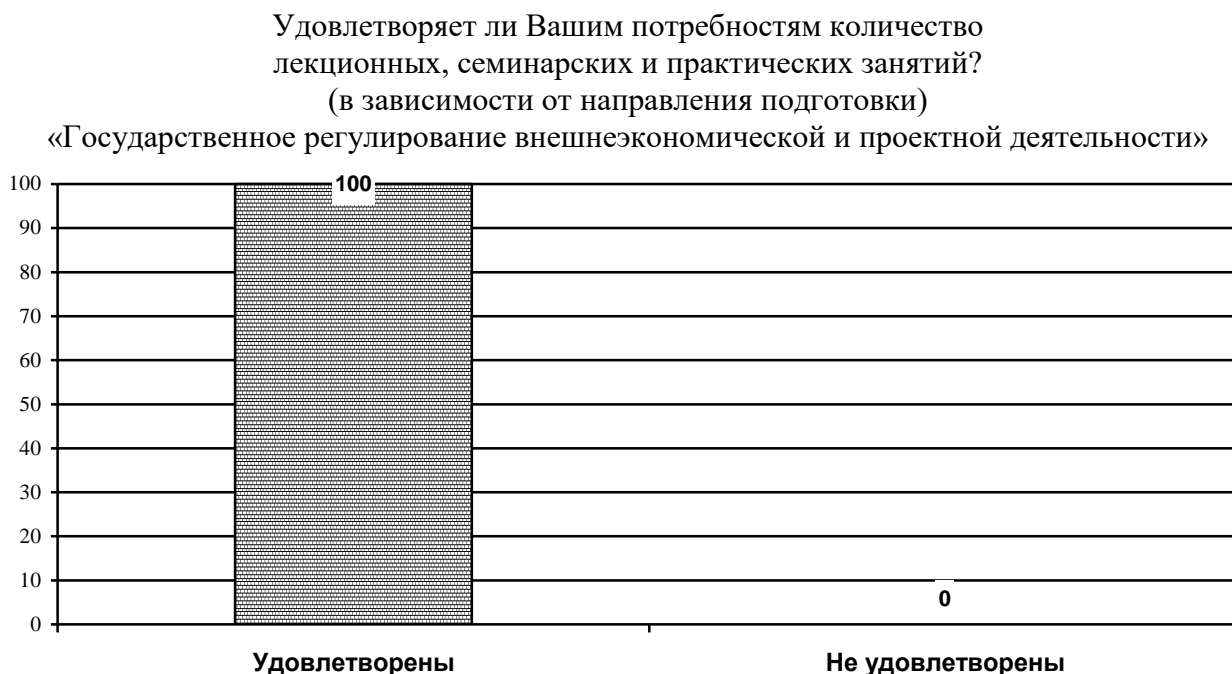 Удовлетворяет ли Вашим потребностям количество
лекционных, семинарских и практических занятий?
(в зависимости от направления подготовки)
«Государственное регулирование внешнеэкономической и проектной деятельности»
100
90
80
70
60
50
40
30
20
10
0
100
0
Удовлетворены
Не удовлетворены